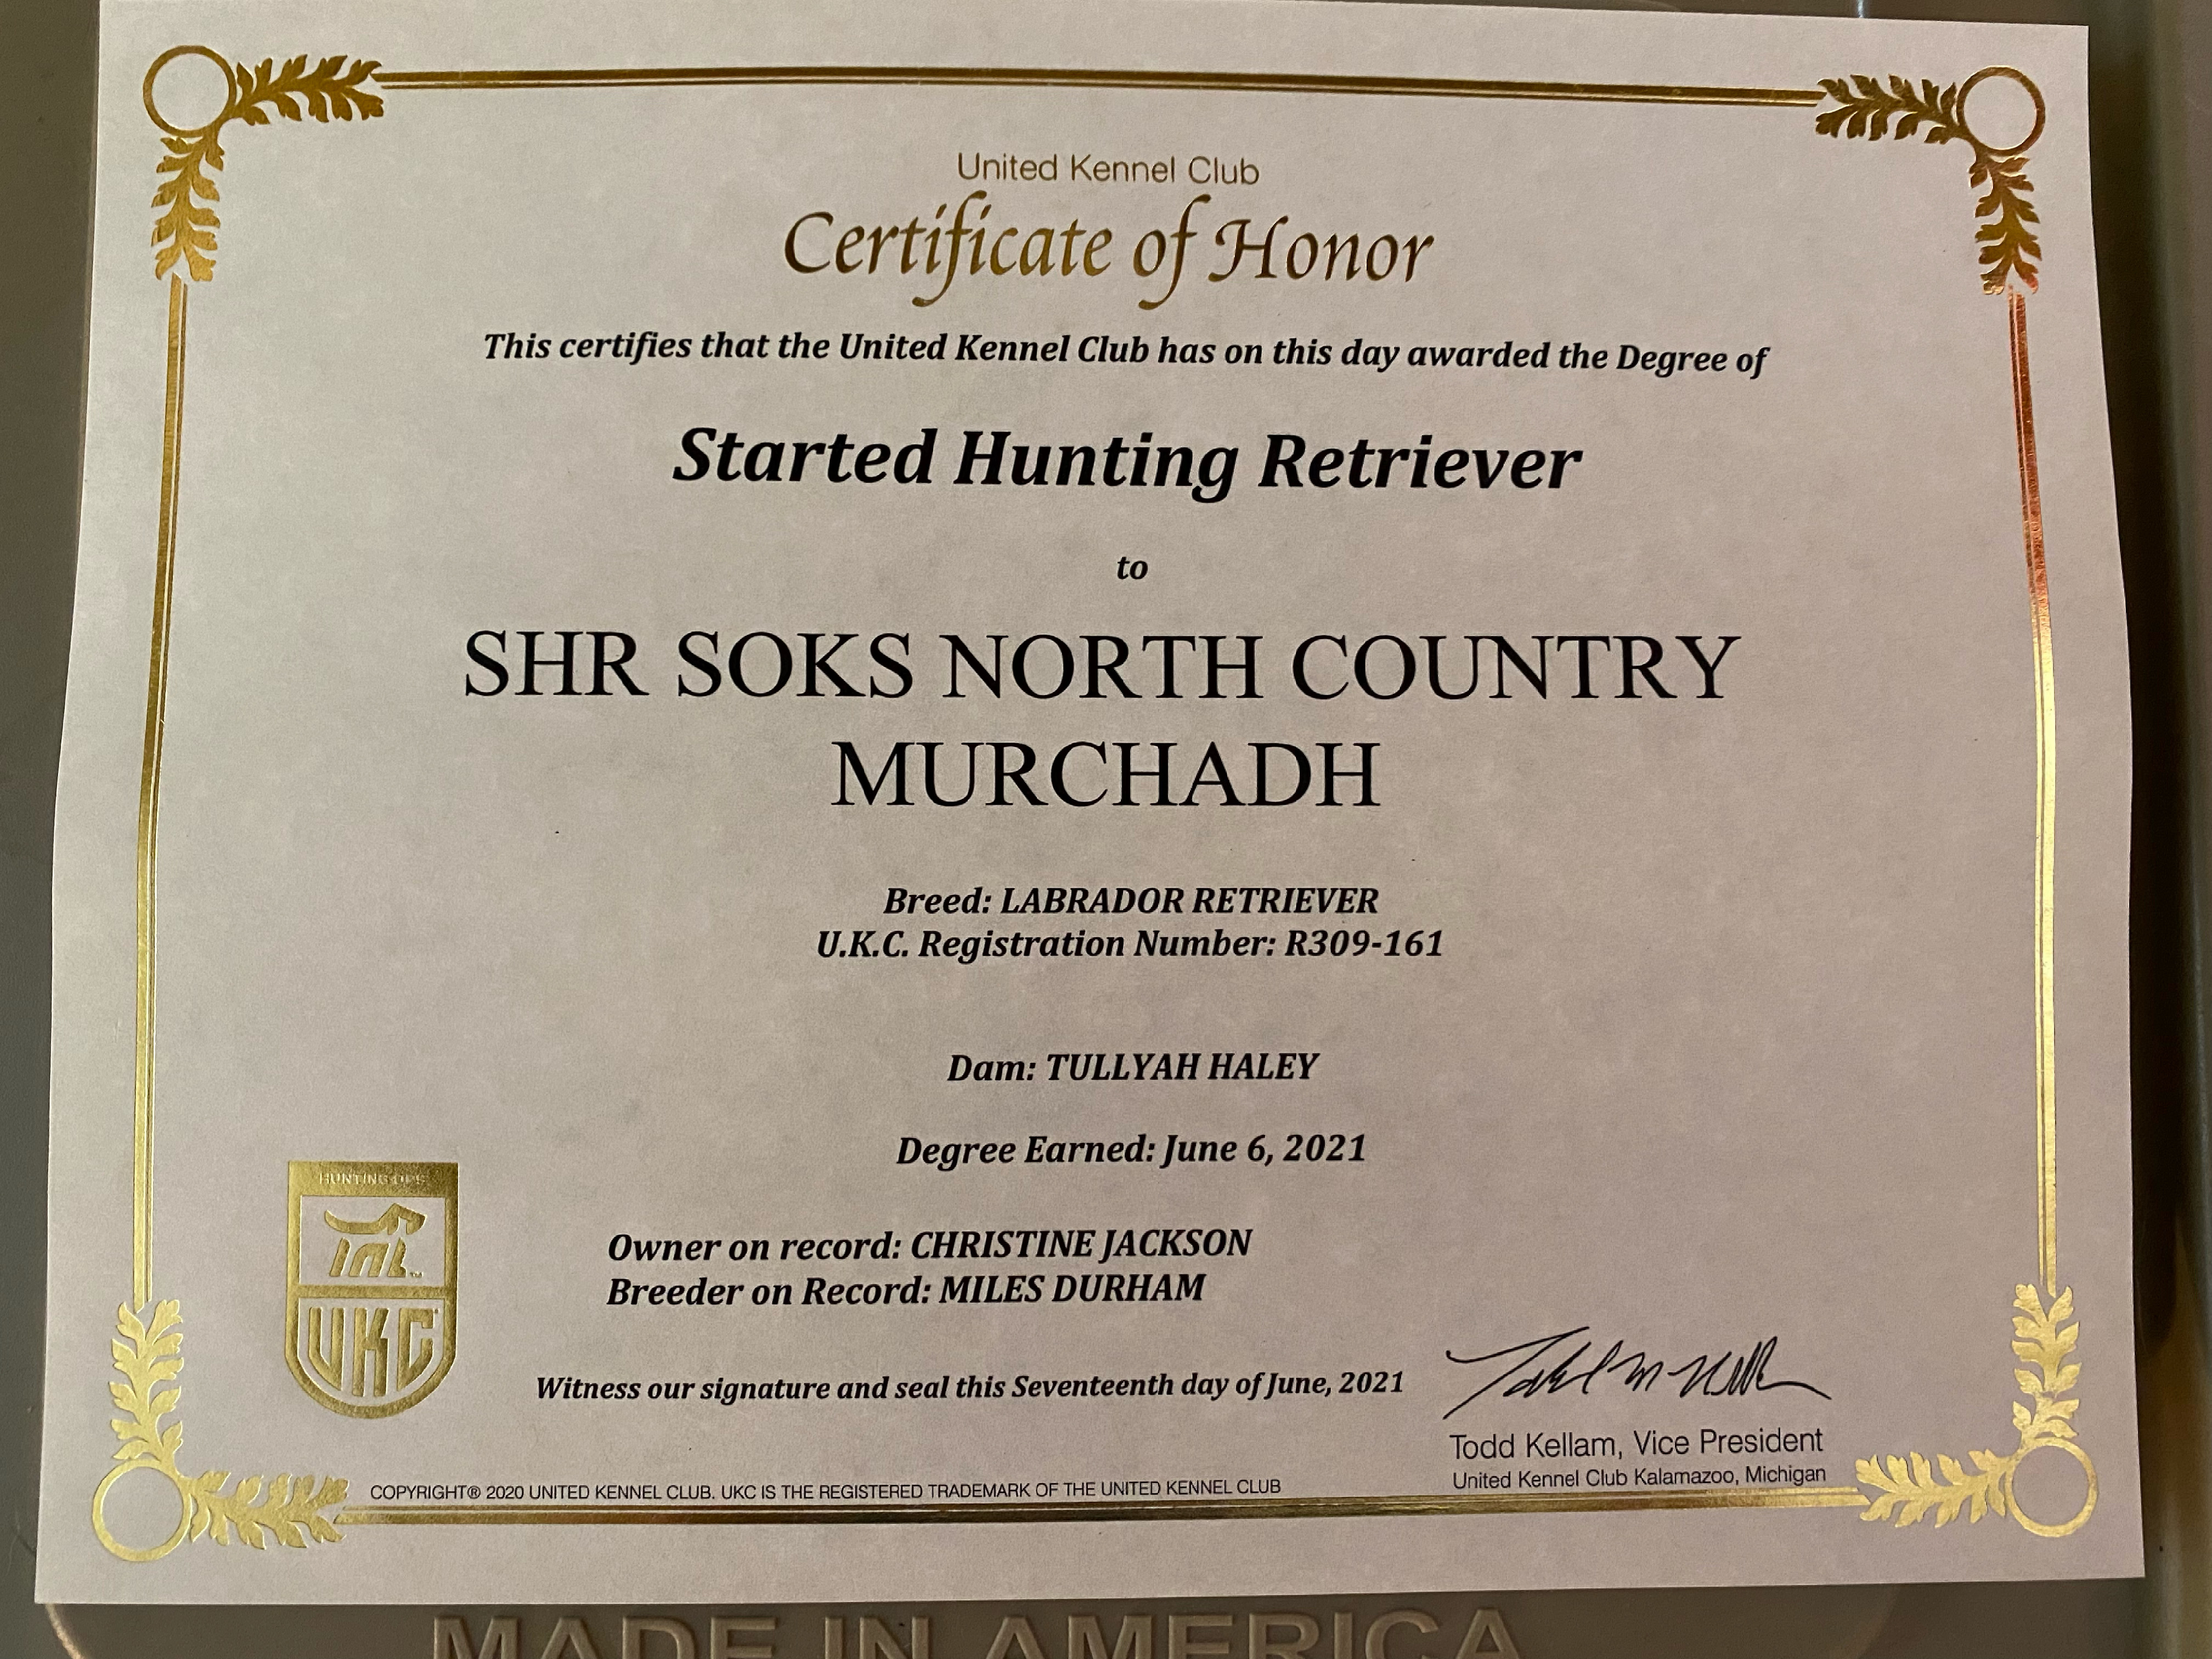 United Kennel Club
Certificate of Honor
This certifies that the United Kennel Club has on this day awarded the Degree of
Started Hunting Retriever
to
SHR SOKS NORTH COUNTRY
MURCHADH
Breed: LABRADOR RETRIEVER
U.K.C. Registration Number: R309-161
Dam: TULLYAH HALEY
Degree Earned: June 6, 2021
HUNTING OPS
UKC
Owner on record: CHRISTINE JACKSON
Breeder on Record: MILES DURHAM
Witness our signature and seal this Seventeenth day of June, 2021
Todd Kellam, Vice President
United Kennel Club Kalamazoo, Michigan
COPYRIGHT® 2020 UNITED KENNEL CLUB. UKC IS THE REGISTERED TRADEMARK OF THE UNITED KENNEL CLUB
MADE IN AMERICA